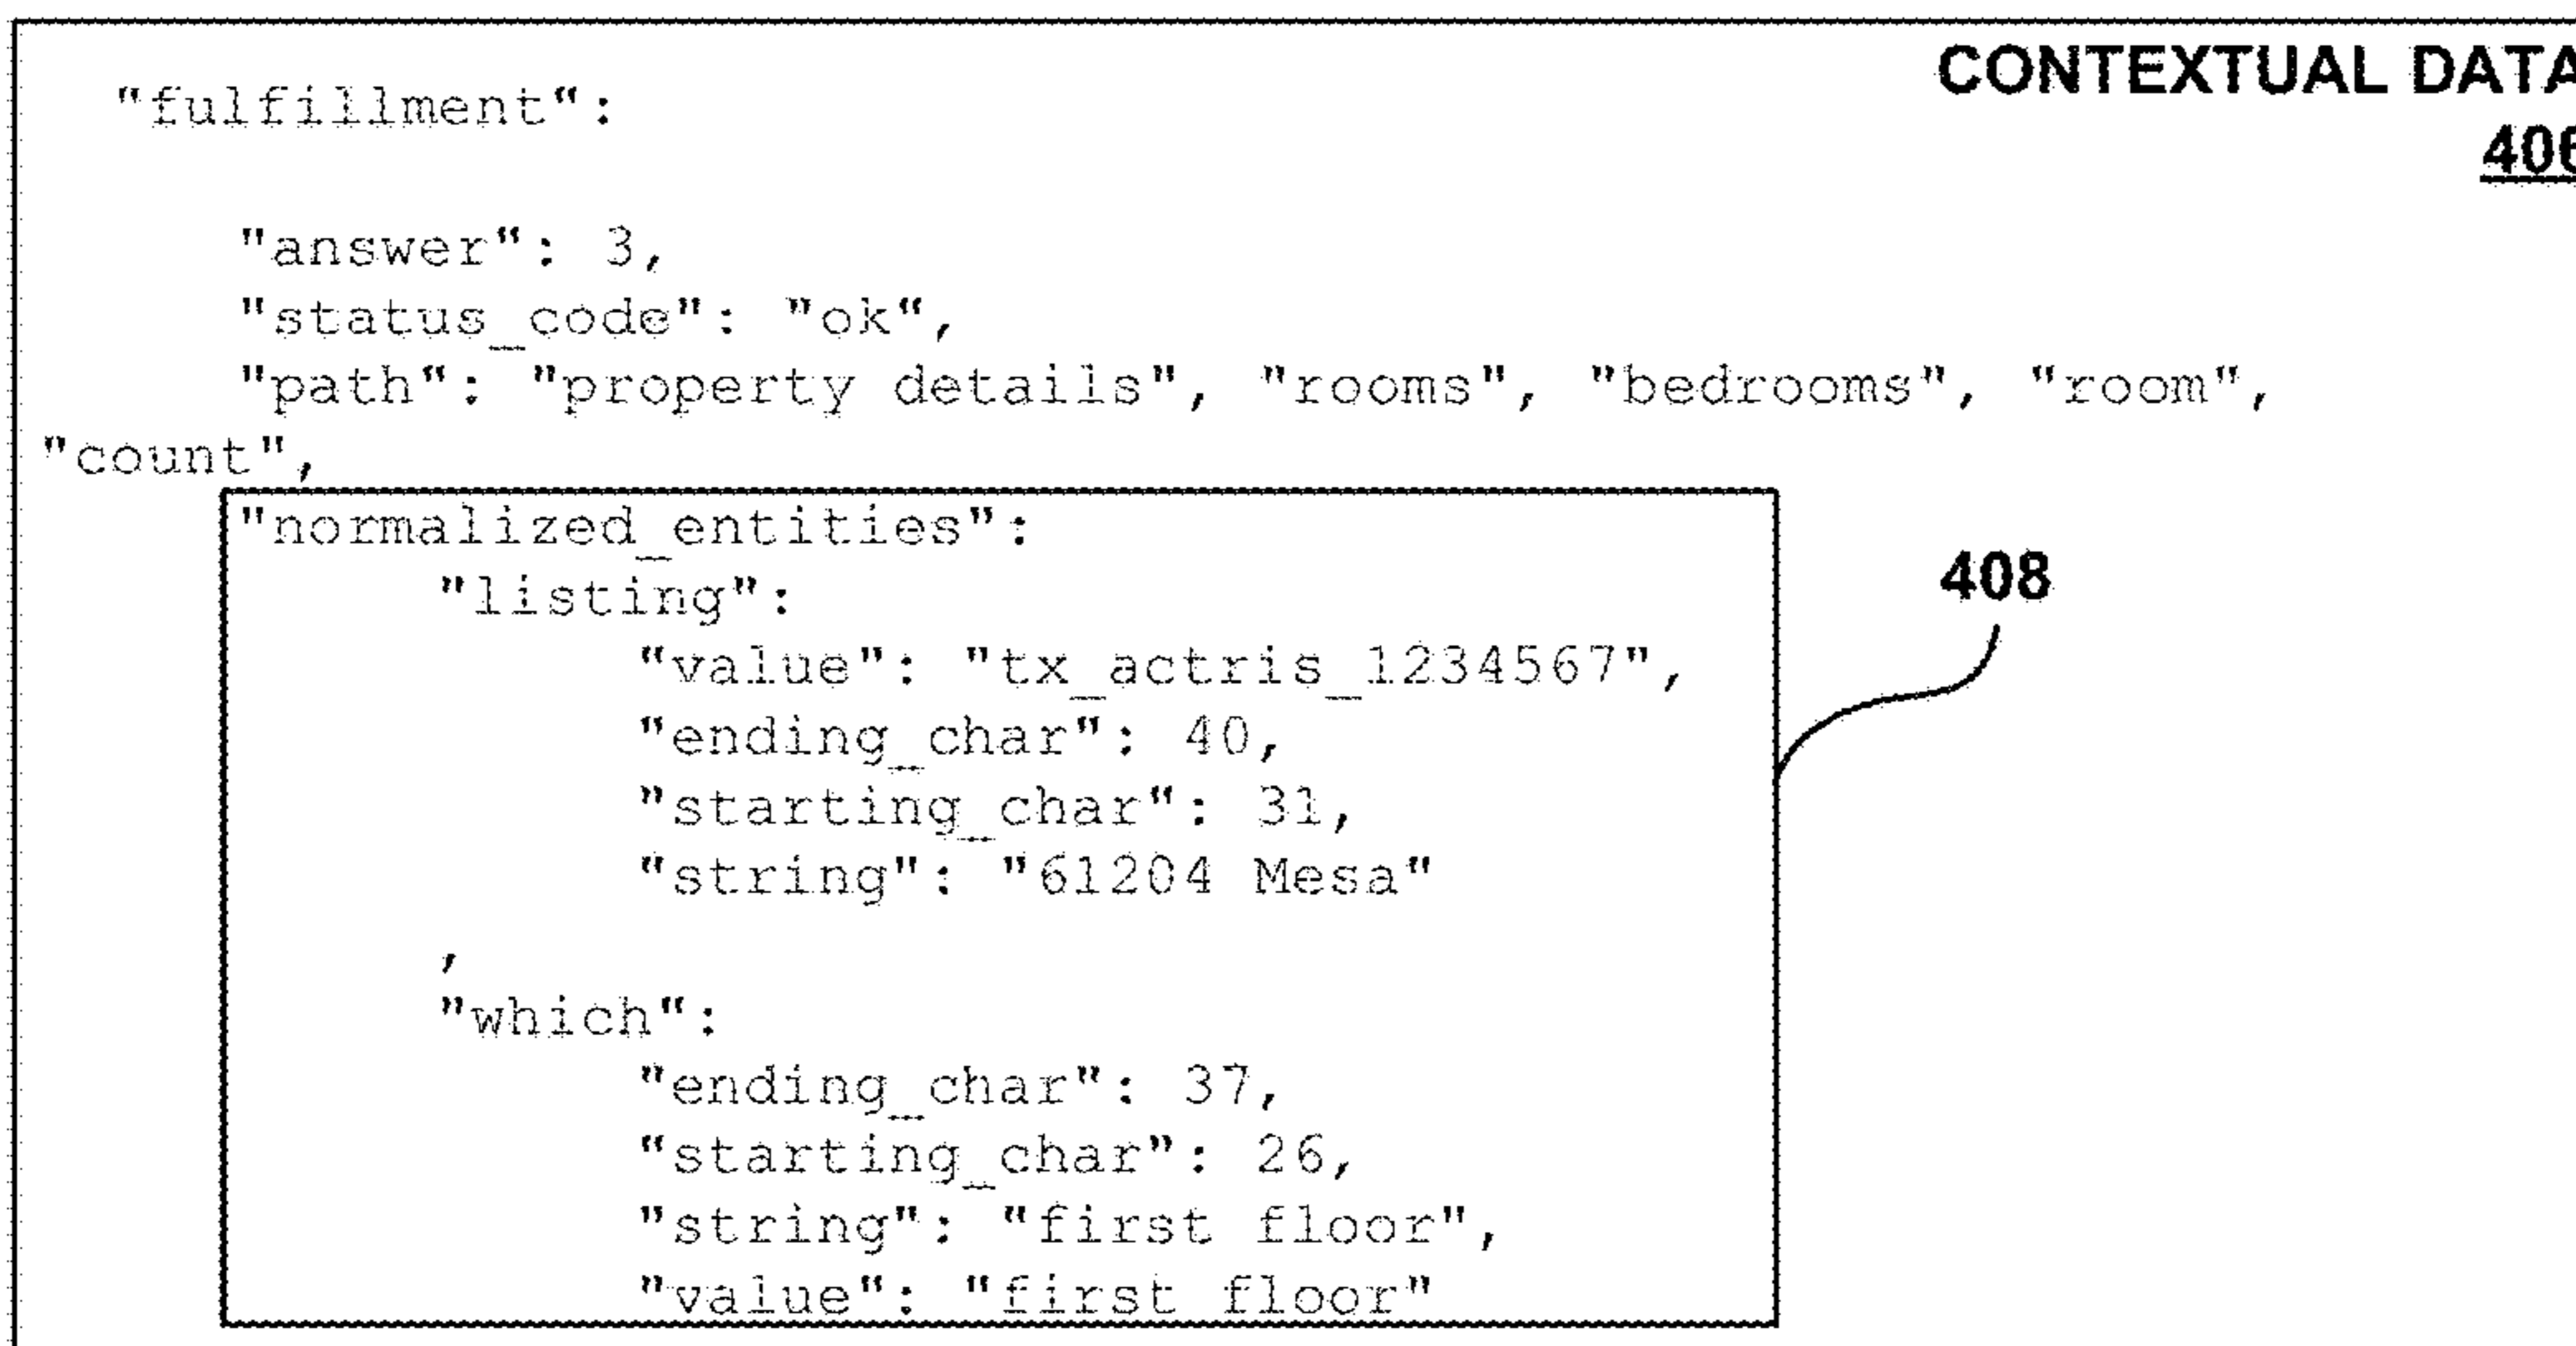 CONTEXTUAL DATA
406
"fulfillment":
"answer": 3,
"status_code": "ok",
"path": "property details", "rooms", "bedrooms", "room",
"count",
"normalized_entities":
"listing":
408
"value": "tx_actris_1234567",
"ending_char": 40,
"starting_char": 31,
"string": "61204 Mesa"
,
"which":
"ending_char": 37,
"starting_char": 26,
"string": "first floor",
"value": "first floor"